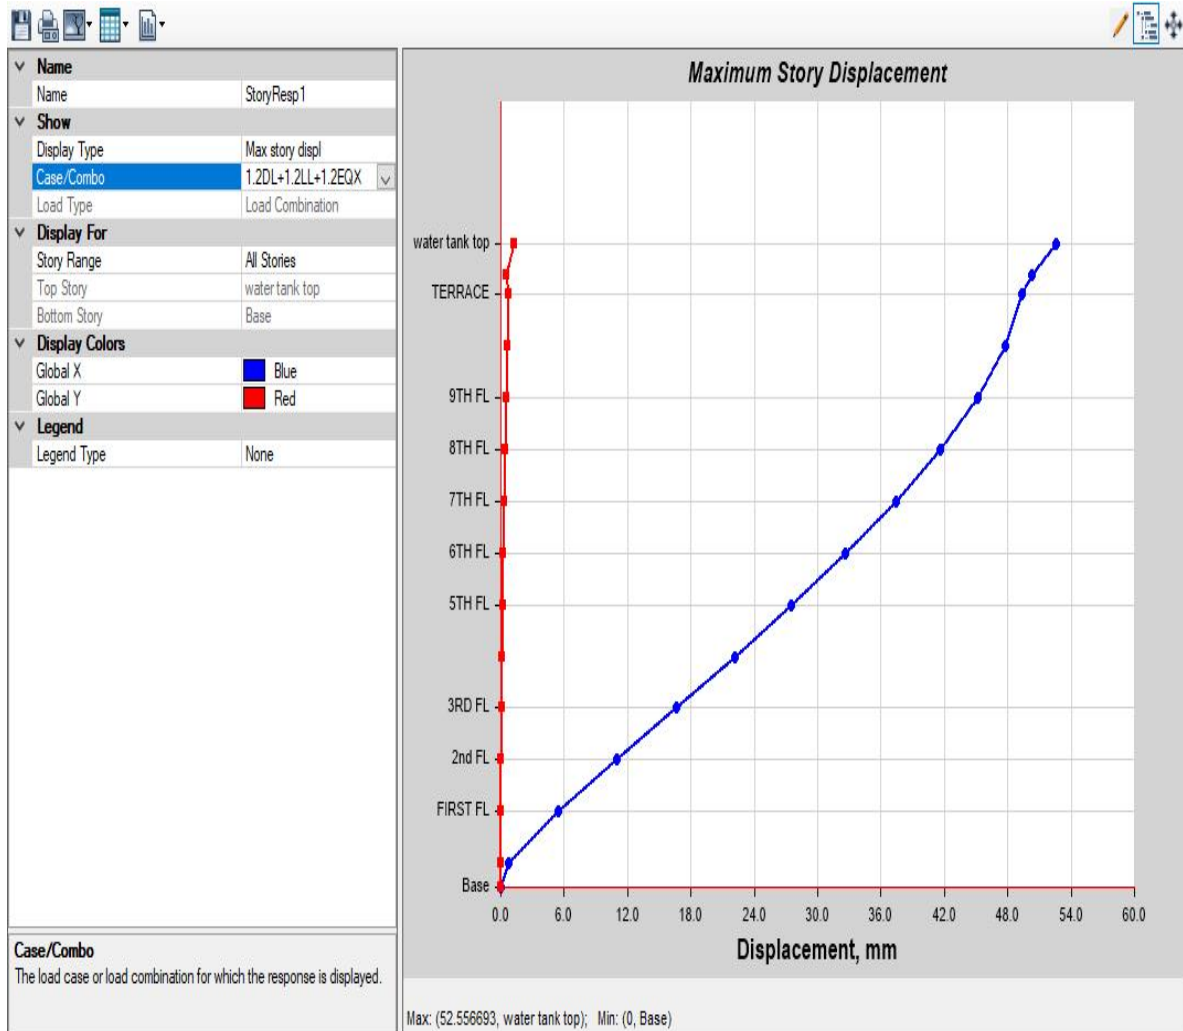 Name
Name StoryResp1
Show
Display Type Max story displ
Case/Combo 1.2DL+1.2LL+1.2EQX
Load Type Load Combination
Display For
Story Range All Stories
Top Story water tank top
Bottom Story Base
Display Colors
Global X Blue
Global Y Red
Legend
Legend Type None
Case/Combo
The load case or load combination for which the response is displayed.
Maximum Story Displacement
water tank top
TERRACE
9TH FL
8TH FL
7TH FL
6TH FL
5TH FL
3RD FL
2nd FL
FIRST FL
Base
0.0 6.0 12.0 18.0 24.0 30.0 36.0 42.0 48.0 54.0 60.0
Displacement, mm
Max: (52.556693, water tank top); Min: (0, Base)